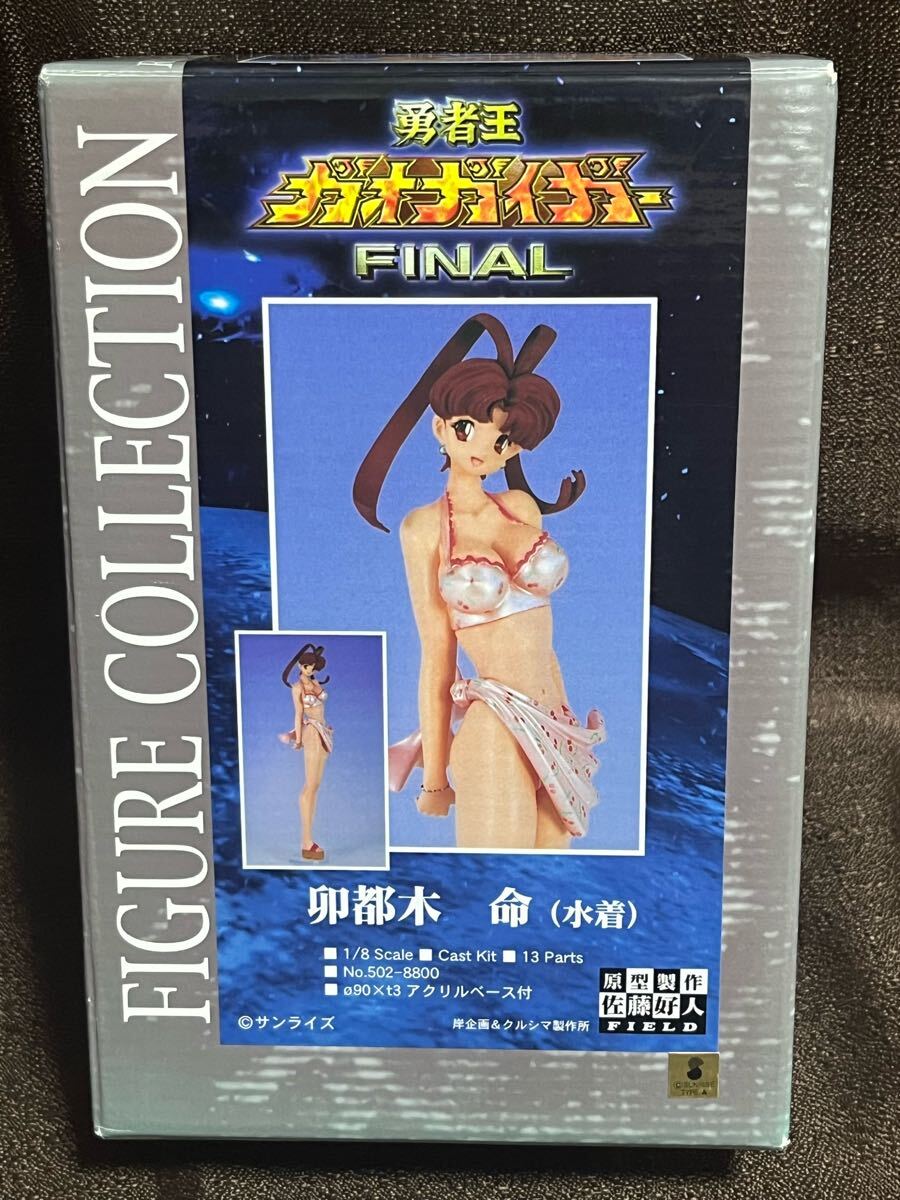 FIGURE COLLECTION
勇者王
ガオガイガー
FINAL
卯都木 命 (水着)
■ 1/8 Scale ■ Cast Kit ■ 13 Parts
■ No.502-8800
■ ø90×t3 アクリルベース付
©サンライズ
岸企画&クルシマ製作所
原型製作
佐藤好人
FIELD
©SUNRISE
TYPE A